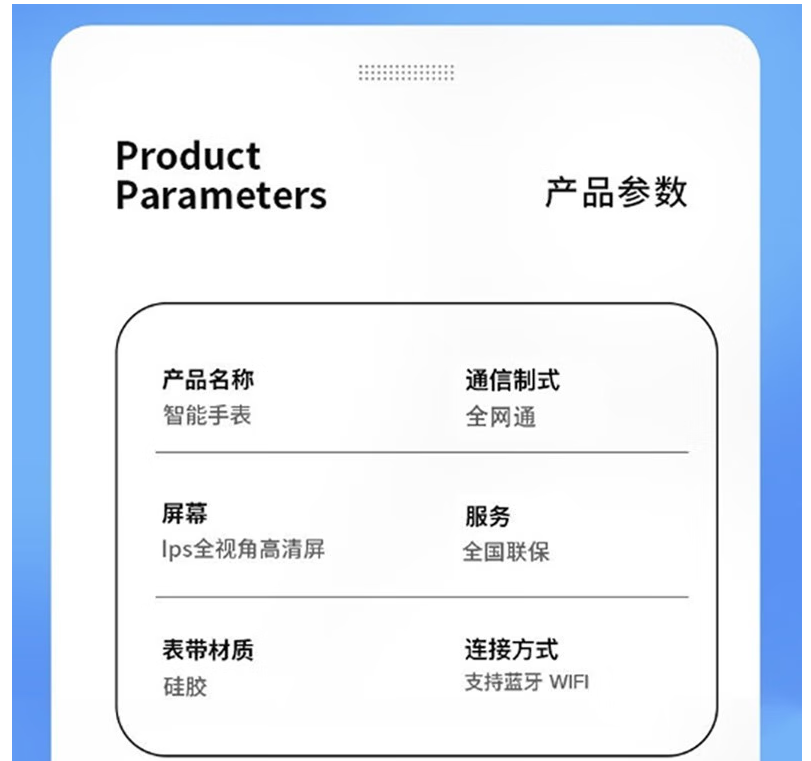 Product
Parameters
产品参数
产品名称
智能手表
通信制式
全网通
屏幕
Ips全视角高清屏
服务
全国联保
表带材质
硅胶
连接方式
支持蓝牙 WIFI